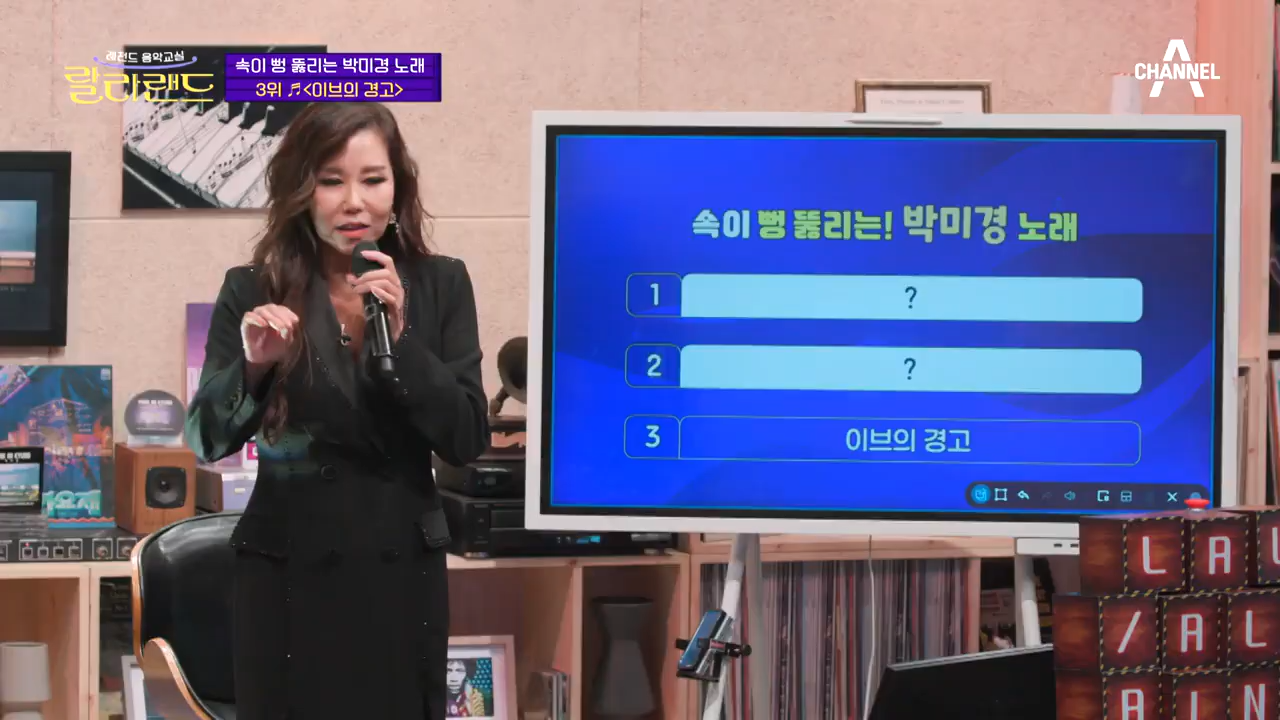 레전드 음악교실
랄라랜드
속이 뻥 뚫리는 박미경 노래
3위 ♬<이브의 경고>
CHANNEL A
속이 뻥 뚫리는! 박미경 노래
1 ?
2 ?
3 이브의 경고
L A L
/ A L
A I N